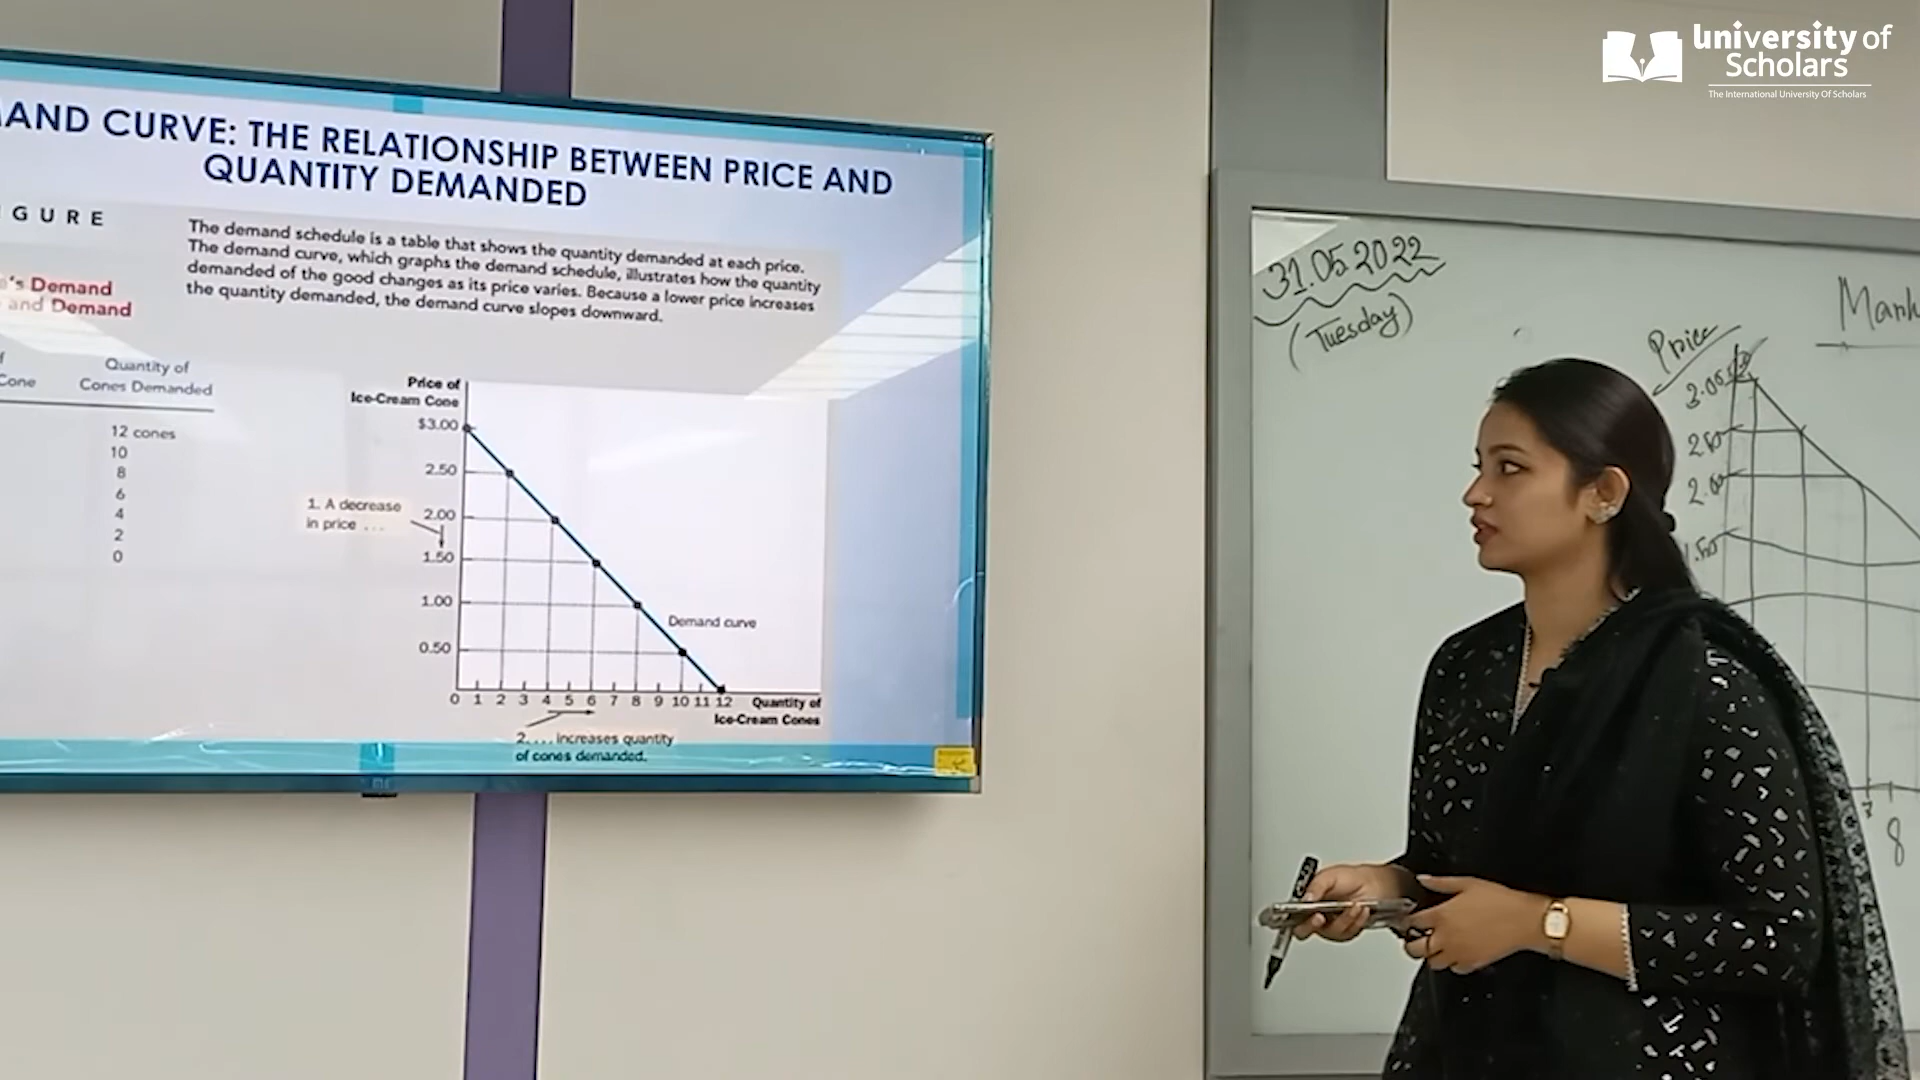 university of
Scholars
The International University Of Scholars
AND CURVE: THE RELATIONSHIP BETWEEN PRICE AND
QUANTITY DEMANDED
GURE
The demand schedule is a table that shows the quantity demanded at each price.
The demand curve, which graphs the demand schedule, illustrates how the quantity
demanded of the good changes as its price varies. Because a lower price increases
the quantity demanded, the demand curve slopes downward.
's Demand
and Demand
Cone
Quantity of
Cones Demanded
12 cones
10
8
6
4
2
0
Price of
Ice-Cream Cone
$3.00
2.50
2.00
1.50
1.00
0.50
1. A decrease
in price . . .
Demand curve
0 1 2 3 4 5 6 7 8 9 10 11 12
Quantity of
Ice-Cream Cones
2. . . . increases quantity
of cones demanded.
31.05.2022
(Tuesday)
Price
3.00
2.50
2.00
1.50
8